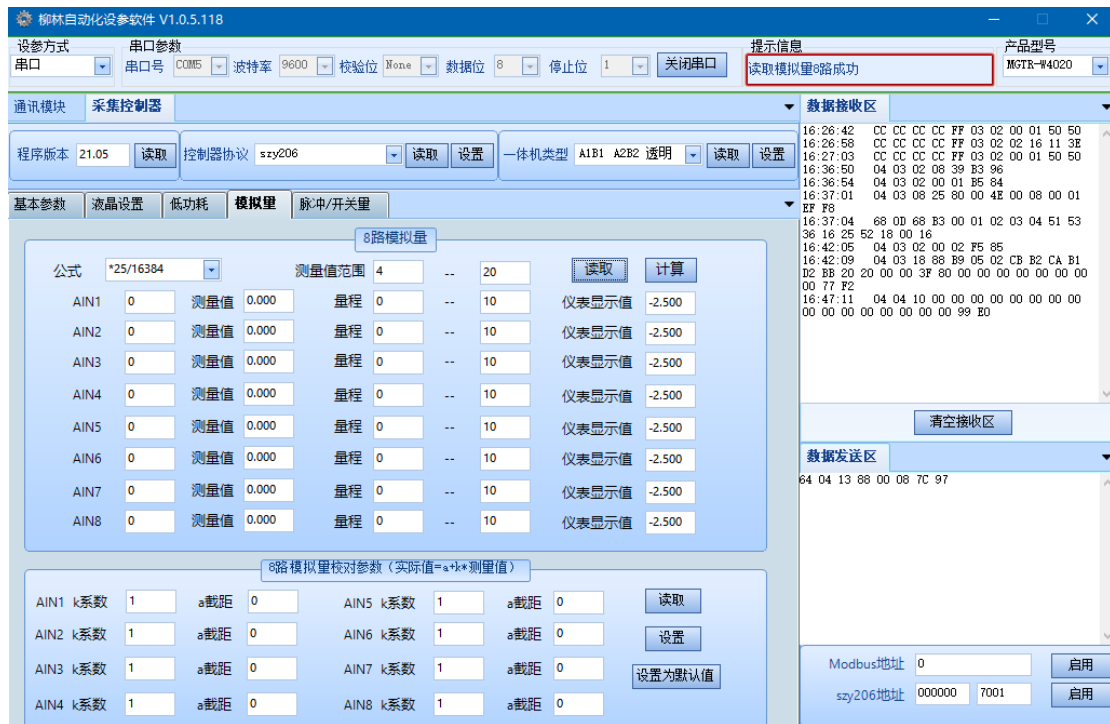 柳林自动化设参软件 V1.0.5.118
设参方式 串口参数 提示信息 产品型号
串口 串口号 COM5 波特率 9600 校验位 None 数据位 8 停止位 1 关闭串口 读取模拟量8路成功 MGTR-W4020
通讯模块 采集控制器
程序版本 21.05 读取 控制器协议 szy206 读取 设置 一体机类型 A1B1 A2B2 透明 读取 设置
基本参数 液晶设置 低功耗 模拟量 脉冲/开关量
8路模拟量
公式 *25/16384 测量值范围 4 -- 20 读取 计算
AIN1 0 测量值 0.000 量程 0 -- 10 仪表显示值 -2.500
AIN2 0 测量值 0.000 量程 0 -- 10 仪表显示值 -2.500
AIN3 0 测量值 0.000 量程 0 -- 10 仪表显示值 -2.500
AIN4 0 测量值 0.000 量程 0 -- 10 仪表显示值 -2.500
AIN5 0 测量值 0.000 量程 0 -- 10 仪表显示值 -2.500
AIN6 0 测量值 0.000 量程 0 -- 10 仪表显示值 -2.500
AIN7 0 测量值 0.000 量程 0 -- 10 仪表显示值 -2.500
AIN8 0 测量值 0.000 量程 0 -- 10 仪表显示值 -2.500
8路模拟量校对参数（实际值=a+k*测量值）
AIN1 k系数 1 a截距 0 AIN5 k系数 1 a截距 0 读取
AIN2 k系数 1 a截距 0 AIN6 k系数 1 a截距 0 设置
AIN3 k系数 1 a截距 0 AIN7 k系数 1 a截距 0 设置为默认值
AIN4 k系数 1 a截距 0 AIN8 k系数 1 a截距 0
数据接收区
16:26:42 CC CC CC CC FF 03 02 00 01 50 50
16:26:58 CC CC CC CC FF 03 02 02 16 11 3E
16:27:03 CC CC CC CC FF 03 02 00 01 50 50
16:36:50 04 03 02 08 39 B3 96
16:36:54 04 03 02 00 01 B5 84
16:37:01 04 03 08 25 80 00 4E 00 08 00 01
EF F8
16:37:04 68 0D 68 B3 00 01 02 03 04 51 53
36 16 25 52 18 00 16
16:42:05 04 03 02 00 02 F5 85
16:42:09 04 03 18 88 B9 05 02 CB B2 CA B1
D2 BB 20 20 00 00 3F 80 00 00 00 00 00 00 00
00 77 F2
16:47:11 04 04 10 00 00 00 00 00 00 00 00
00 00 00 00 00 00 00 00 99 E0
清空接收区
数据发送区
64 04 13 88 00 08 7C 97
Modbus地址 0 启用
szy206地址 000000 7001 启用